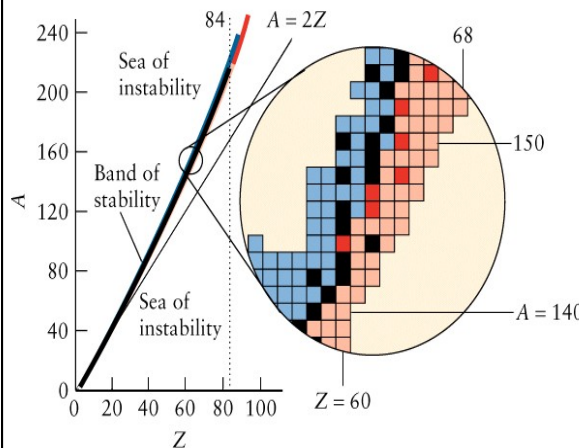 84
A = 2Z
240
Sea of
instability
68
200
160
150
Band of
stability
A
120
80
Sea of
instability
A = 140
40
0
0 20 40 60 80 100
Z = 60
Z